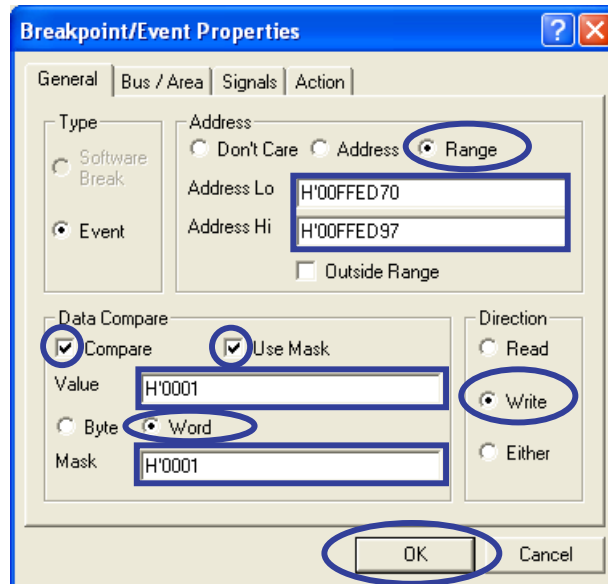 Breakpoint/Event Properties
General Bus / Area Signals Action
Type
Software Break
Event
Address
Don't Care Address Range
Address Lo H'00FFED70
Address Hi H'00FFED97
Outside Range
Data Compare
Compare Use Mask
Value H'0001
Byte Word
Mask H'0001
Direction
Read
Write
Either
OK Cancel